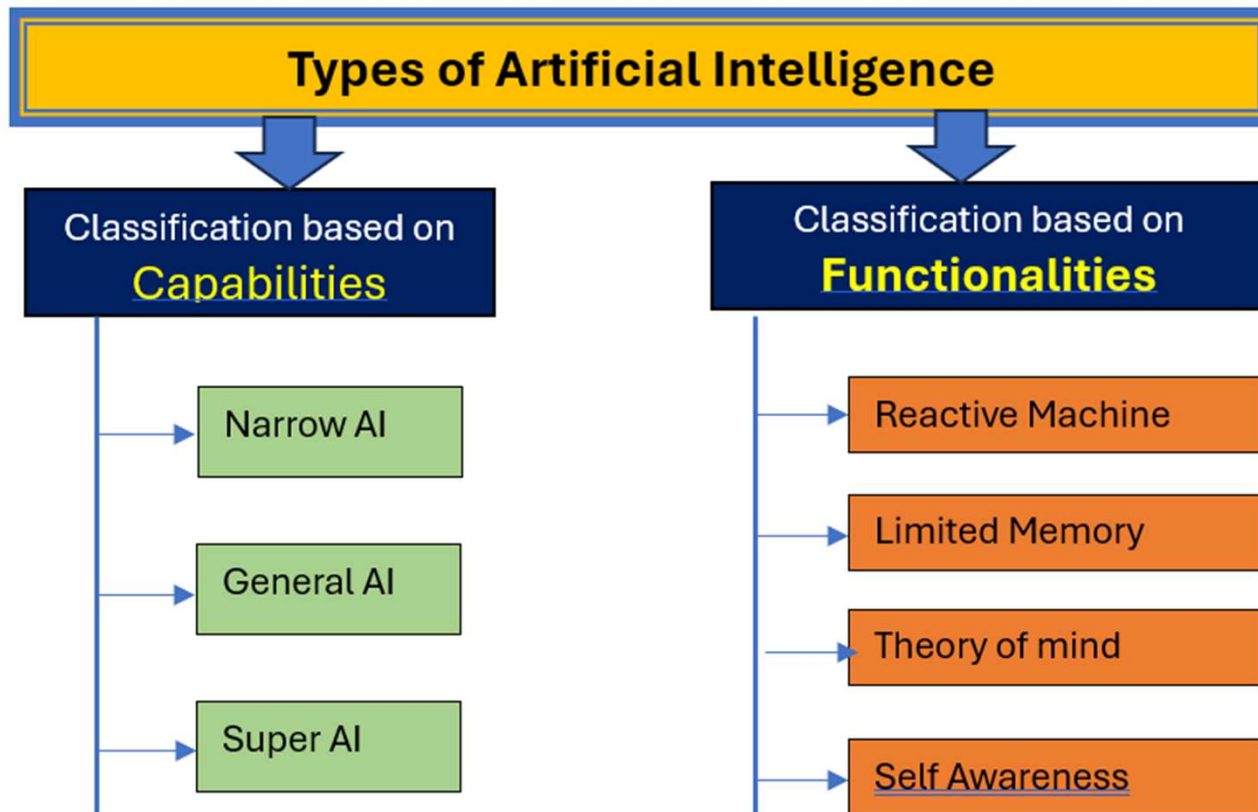 Types of Artificial Intelligence
Classification based on
Capabilities
Narrow AI
General AI
Super AI
Classification based on
Functionalities
Reactive Machine
Limited Memory
Theory of mind
Self Awareness